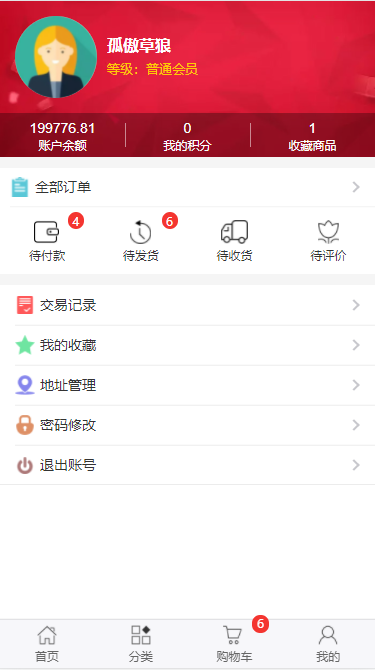 孤傲草狼
等级：普通会员
199776.81 0 1
账户余额 我的积分 收藏商品
全部订单
4 6
待付款 待发货 待收货 待评价
交易记录
我的收藏
地址管理
密码修改
退出账号
6
首页 分类 购物车 我的